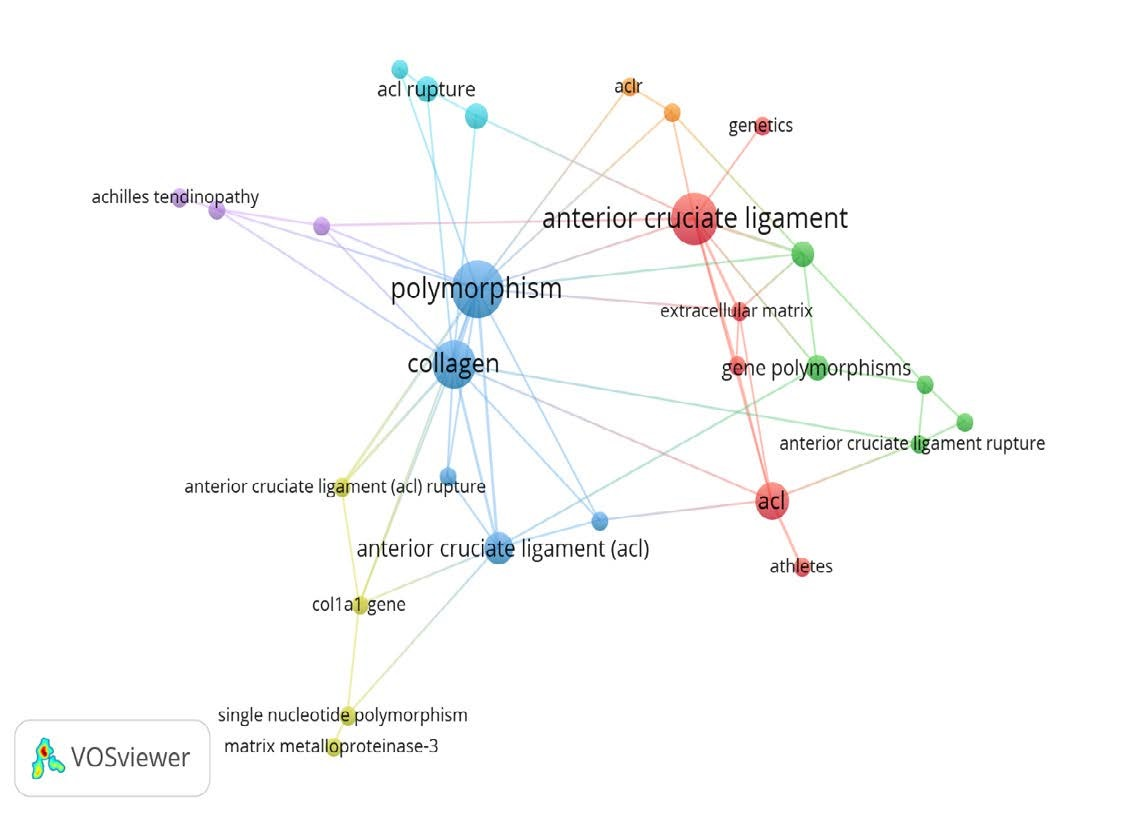 acl rupture
aclr
genetics
achilles tendinopathy
anterior cruciate ligament
polymorphism
extracellular matrix
collagen
gene polymorphisms
anterior cruciate ligament rupture
anterior cruciate ligament (acl) rupture
acl
anterior cruciate ligament (acl)
athletes
col1a1 gene
single nucleotide polymorphism
matrix metalloproteinase-3
VOSviewer